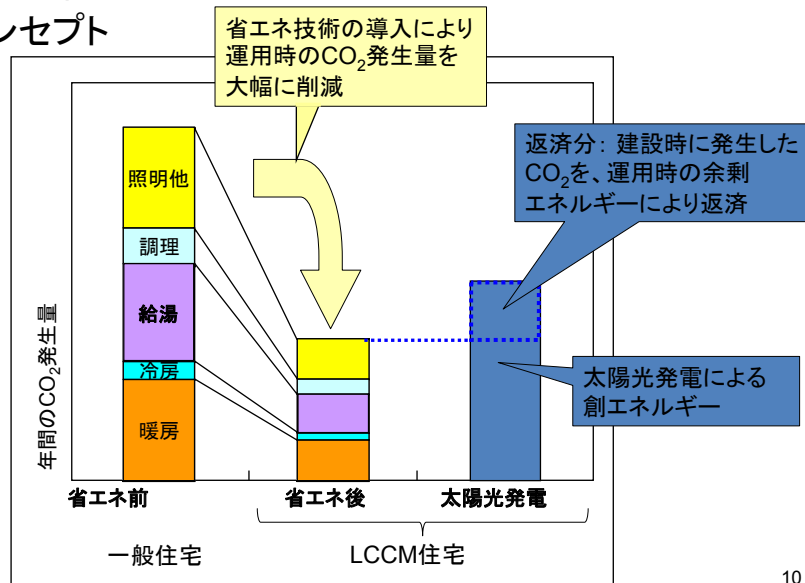 ンセプト
省エネ技術の導入により
運用時のCO₂発生量を
大幅に削減
返済分：建設時に発生した
CO₂を、運用時の余剰
エネルギーにより返済
照明他
調理
給湯
冷房
暖房
年間のCO₂発生量
太陽光発電による
創エネルギー
省エネ前
省エネ後
太陽光発電
一般住宅
LCCM住宅
10